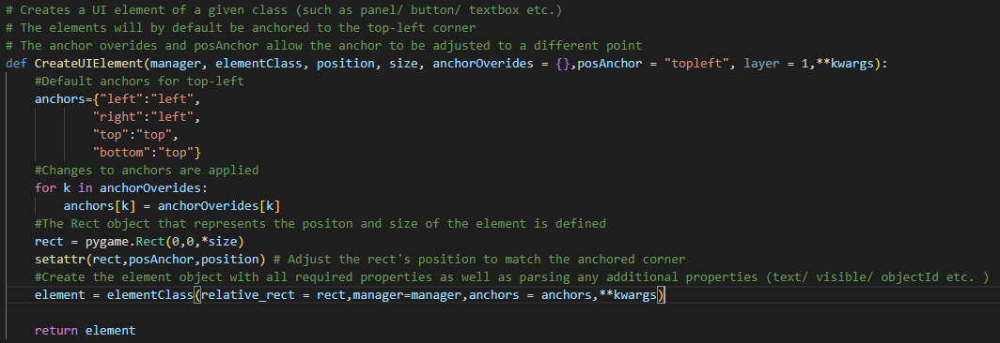 # Creates a UI element of a given class (such as panel/ button/ textbox etc.)
# The elements will by default be anchored to the top-left corner
# The anchor overides and posAnchor allow the anchor to be adjusted to a different point
def CreateUIElement(manager, elementClass, position, size, anchorOverides = {},posAnchor = "topleft", layer = 1,**kwargs):
    #Default anchors for top-left
    anchors={"left":"left",
            "right":"left",
            "top":"top",
            "bottom":"top"}
    #Changes to anchors are applied
    for k in anchorOverides:
        anchors[k] = anchorOverides[k]
    #The Rect object that represents the positon and size of the element is defined
    rect = pygame.Rect(0,0,*size)
    setattr(rect,posAnchor,position) # Adjust the rect's position to match the anchored corner
    #Create the element object with all required properties as well as parsing any additional properties (text/ visible/ objectId etc. )
    element = elementClass(relative_rect = rect,manager=manager,anchors = anchors,**kwargs)
    return element